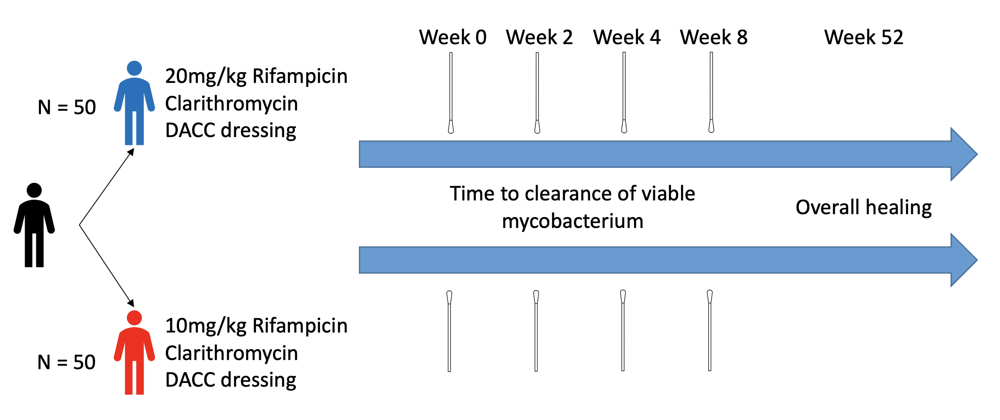 Week 0
Week 2
Week 4
Week 8
Week 52
N = 50
20mg/kg Rifampicin
Clarithromycin
DACC dressing
Time to clearance of viable
mycobacterium
Overall healing
N = 50
10mg/kg Rifampicin
Clarithromycin
DACC dressing